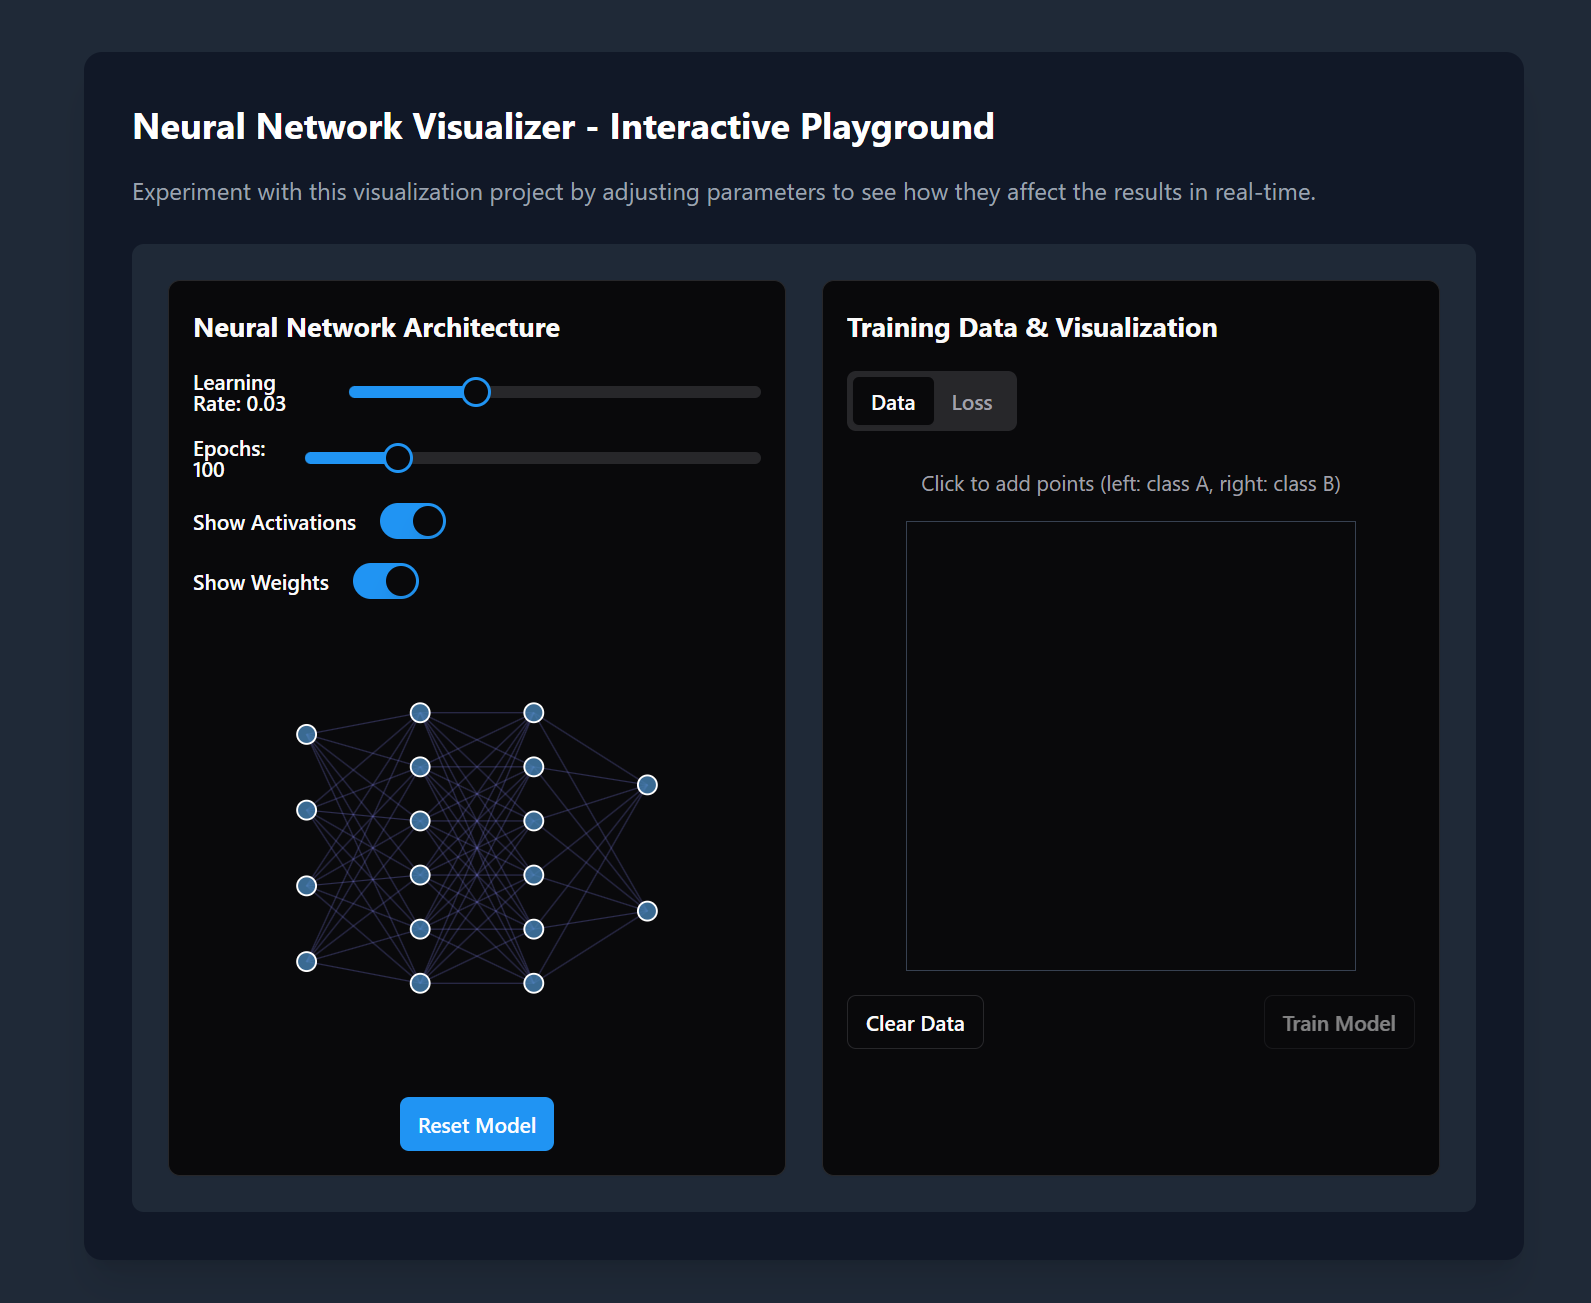 Neural Network Visualizer - Interactive Playground
Experiment with this visualization project by adjusting parameters to see how they affect the results in real-time.
Neural Network Architecture
Learning
Rate: 0.03
Epochs:
100
Show Activations
Show Weights
Reset Model
Training Data & Visualization
Data
Loss
Click to add points (left: class A, right: class B)
Clear Data
Train Model